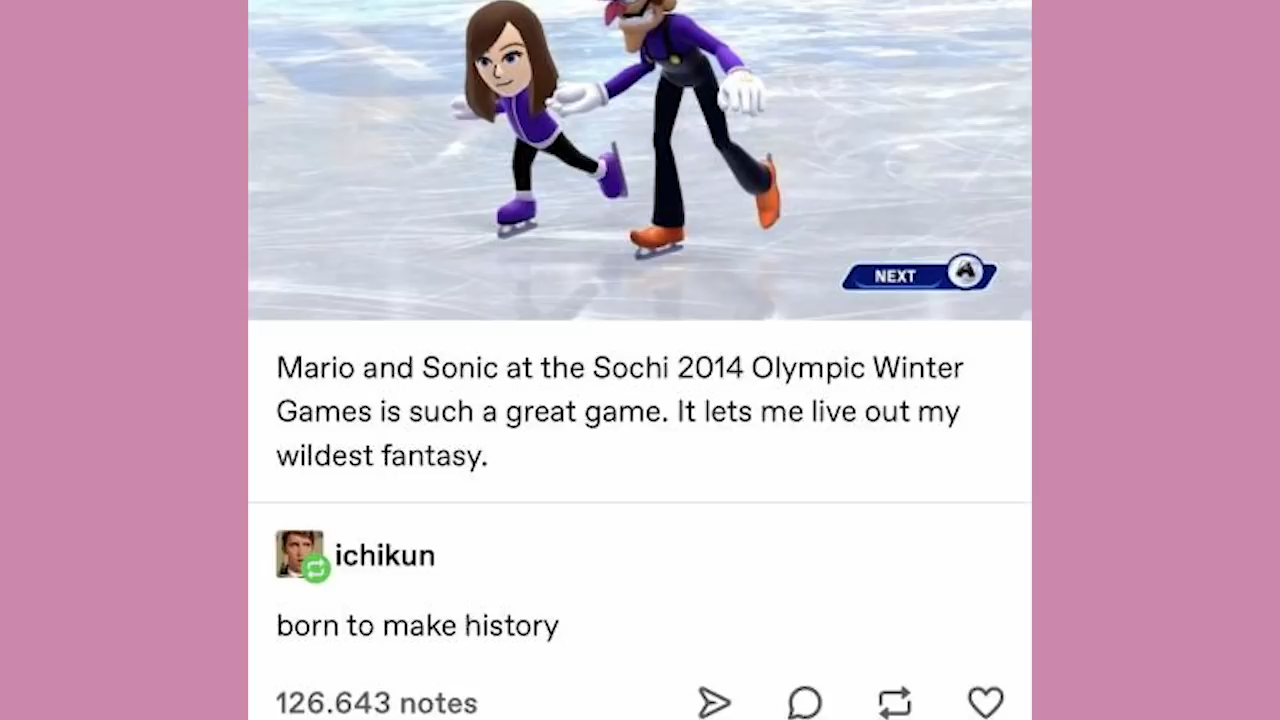 NEXT A
Mario and Sonic at the Sochi 2014 Olympic Winter
Games is such a great game. It lets me live out my
wildest fantasy.
ichikun
born to make history
126.643 notes